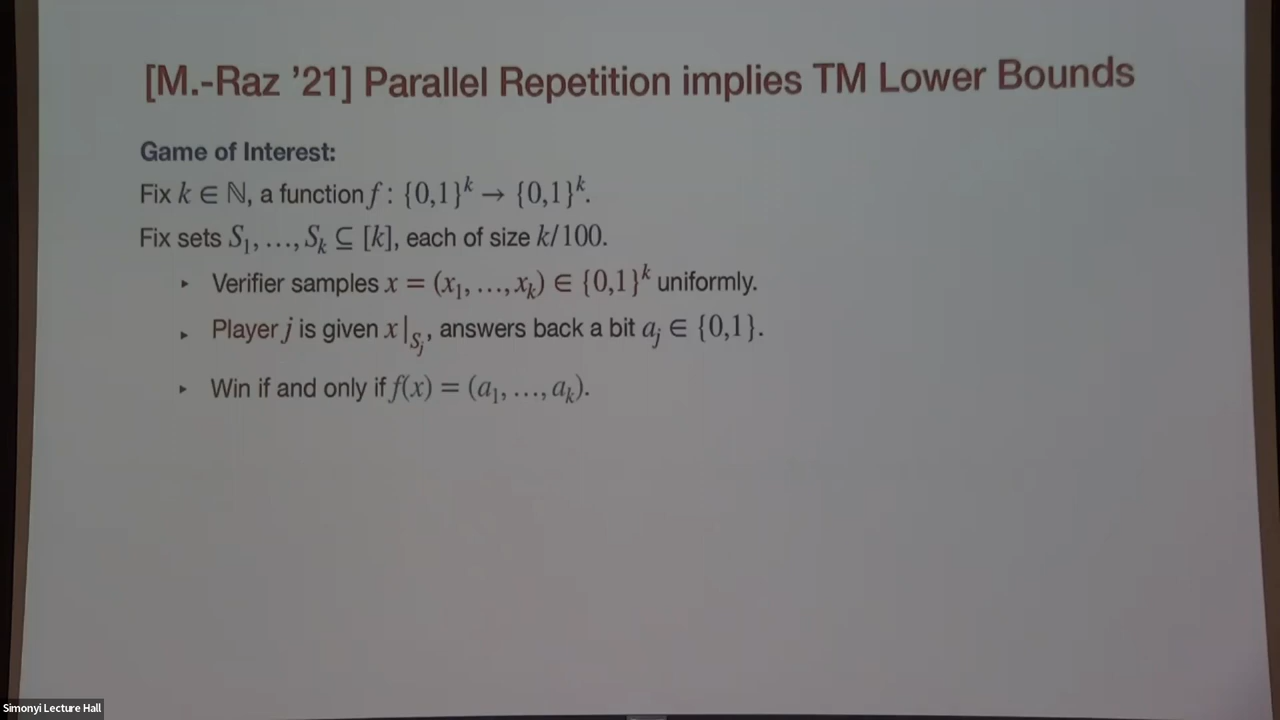 [M.-Raz ’21] Parallel Repetition implies TM Lower Bounds
Game of Interest:
Fix k ∈ ℕ, a function f : {0,1}^k → {0,1}^k.
Fix sets S_1, …, S_k ⊆ [k], each of size k/100.
‣ Verifier samples x = (x_1, …, x_k) ∈ {0,1}^k uniformly.
‣ Player j is given x|_{S_j}, answers back a bit a_j ∈ {0,1}.
‣ Win if and only if f(x) = (a_1, …, a_k).
Simonyi Lecture Hall